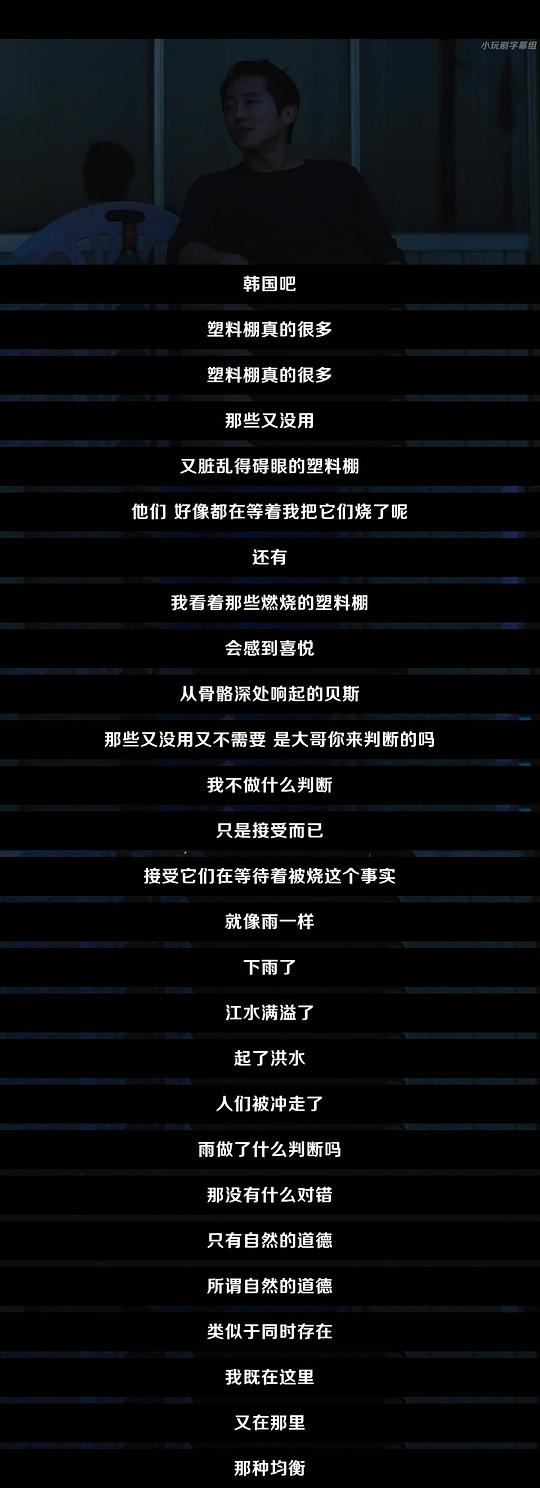 小玩剧字幕组
韩国吧
塑料棚真的很多
塑料棚真的很多
那些又没用
又脏乱得碍眼的塑料棚
他们 好像都在等着我把它们烧了呢
还有
我看着那些燃烧的塑料棚
会感到喜悦
从骨骼深处响起的贝斯
那些又没用又不需要 是大哥你来判断的吗
我不做什么判断
只是接受而已
接受它们在等待着被烧这个事实
就像雨一样
下雨了
江水满溢了
起了洪水
人们被冲走了
雨做了什么判断吗
那没有什么对错
只有自然的道德
所谓自然的道德
类似于同时存在
我既在这里
又在那里
那种均衡